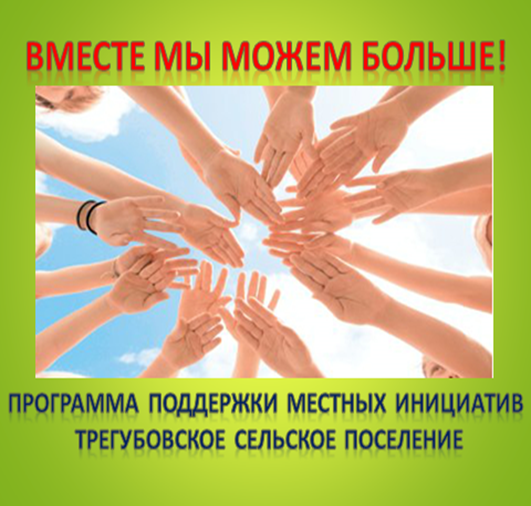 ВМЕСТЕ МЫ МОЖЕМ БОЛЬШЕ!
ПРОГРАММА ПОДДЕРЖКИ МЕСТНЫХ ИНИЦИАТИВ
ТРЕГУБОВСКОЕ СЕЛЬСКОЕ ПОСЕЛЕНИЕ